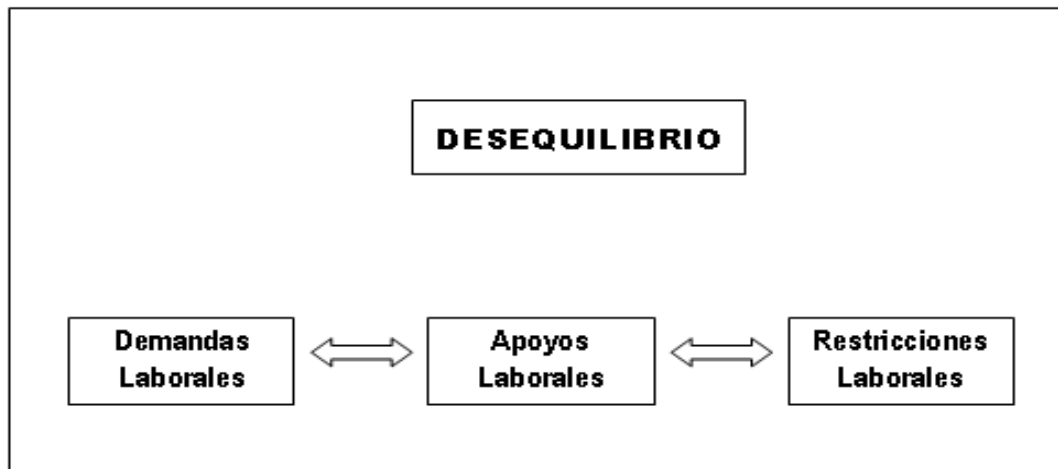 DESEQUILIBRIO
Demandas
Laborales
Apoyos
Laborales
Restricciones
Laborales